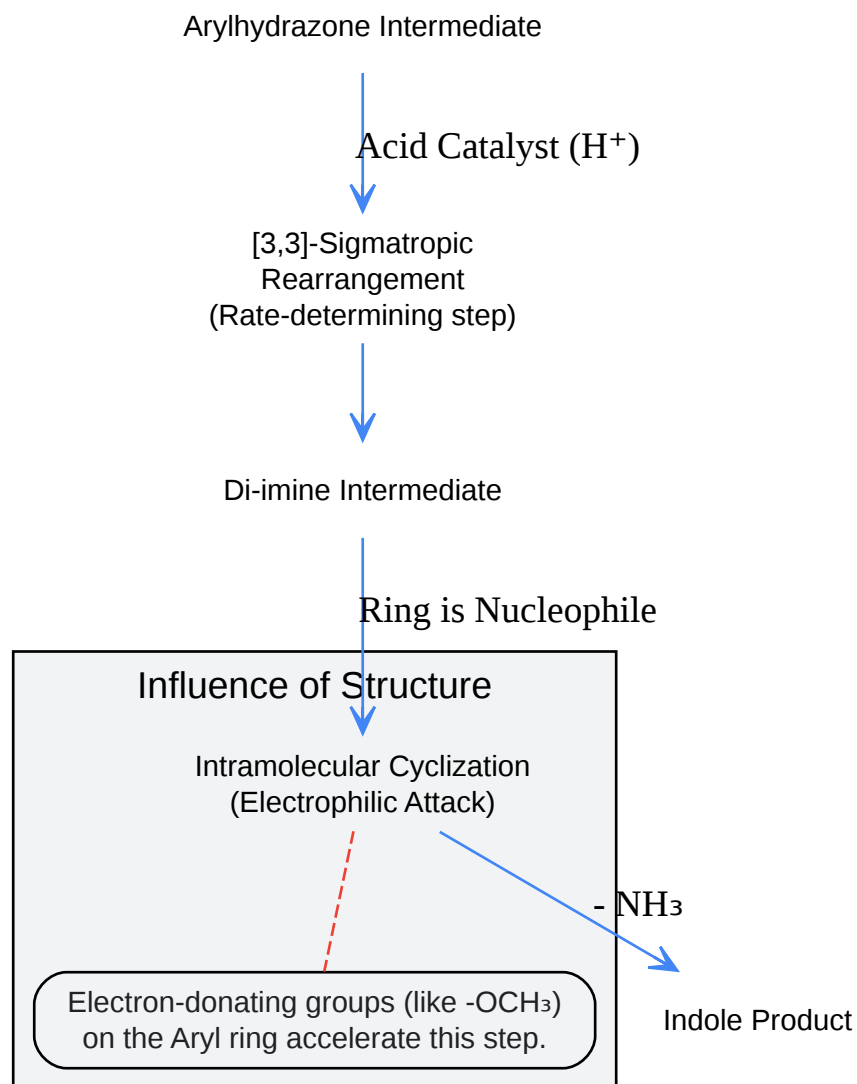 Arylhydrazone Intermediate
Acid Catalyst (H⁺)
[3,3]-Sigmatropic
Rearrangement
(Rate-determining step)
Di-imine Intermediate
Ring is Nucleophile
Influence of Structure
Intramolecular Cyclization
(Electrophilic Attack)
- NH₃
Electron-donating groups (like -OCH₃)
on the Aryl ring accelerate this step.
Indole Product